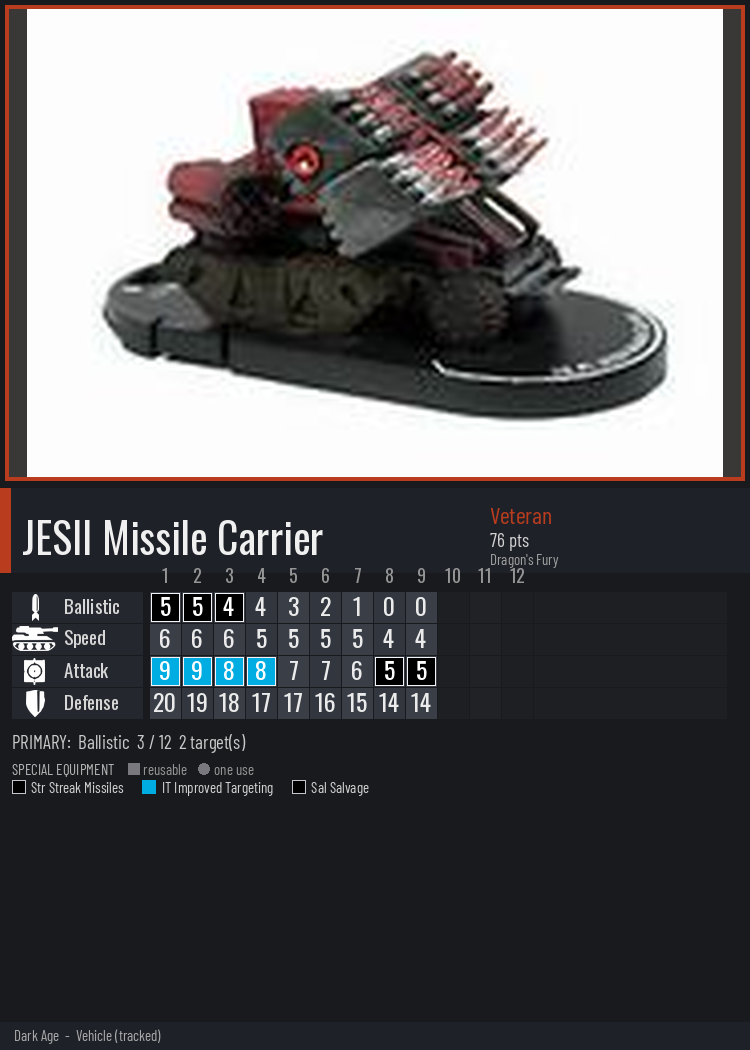 JESII Missile Carrier
Veteran
76 pts
Dragon's Fury
1 2 3 4 5 6 7 8 9 10 11 12
Ballistic 5 5 4 4 3 2 1 0 0
Speed 6 6 6 5 5 5 5 4 4
Attack 9 9 8 8 7 7 6 5 5
Defense 20 19 18 17 17 16 15 14 14
PRIMARY: Ballistic 3 / 12 2 target(s)
SPECIAL EQUIPMENT reusable one use
Str Streak Missiles IT Improved Targeting Sal Salvage
Dark Age - Vehicle (tracked)